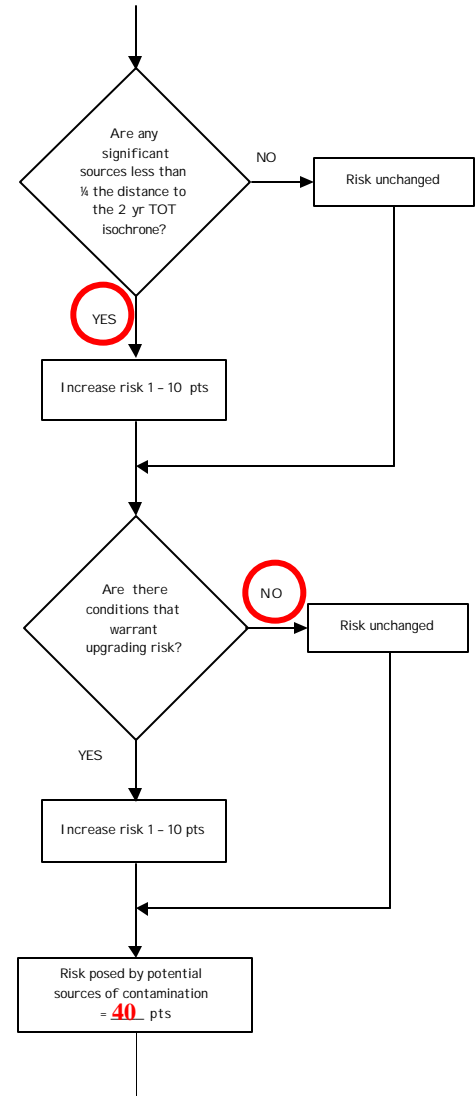 Are any
significant
sources less than
¼ the distance to
the 2 yr TOT
isochrone?
NO
Risk unchanged
YES
Increase risk 1 – 10 pts
Are there
conditions that
warrant
upgrading risk?
NO
Risk unchanged
YES
Increase risk 1 – 10 pts
Risk posed by potential
sources of contamination
= 40 pts